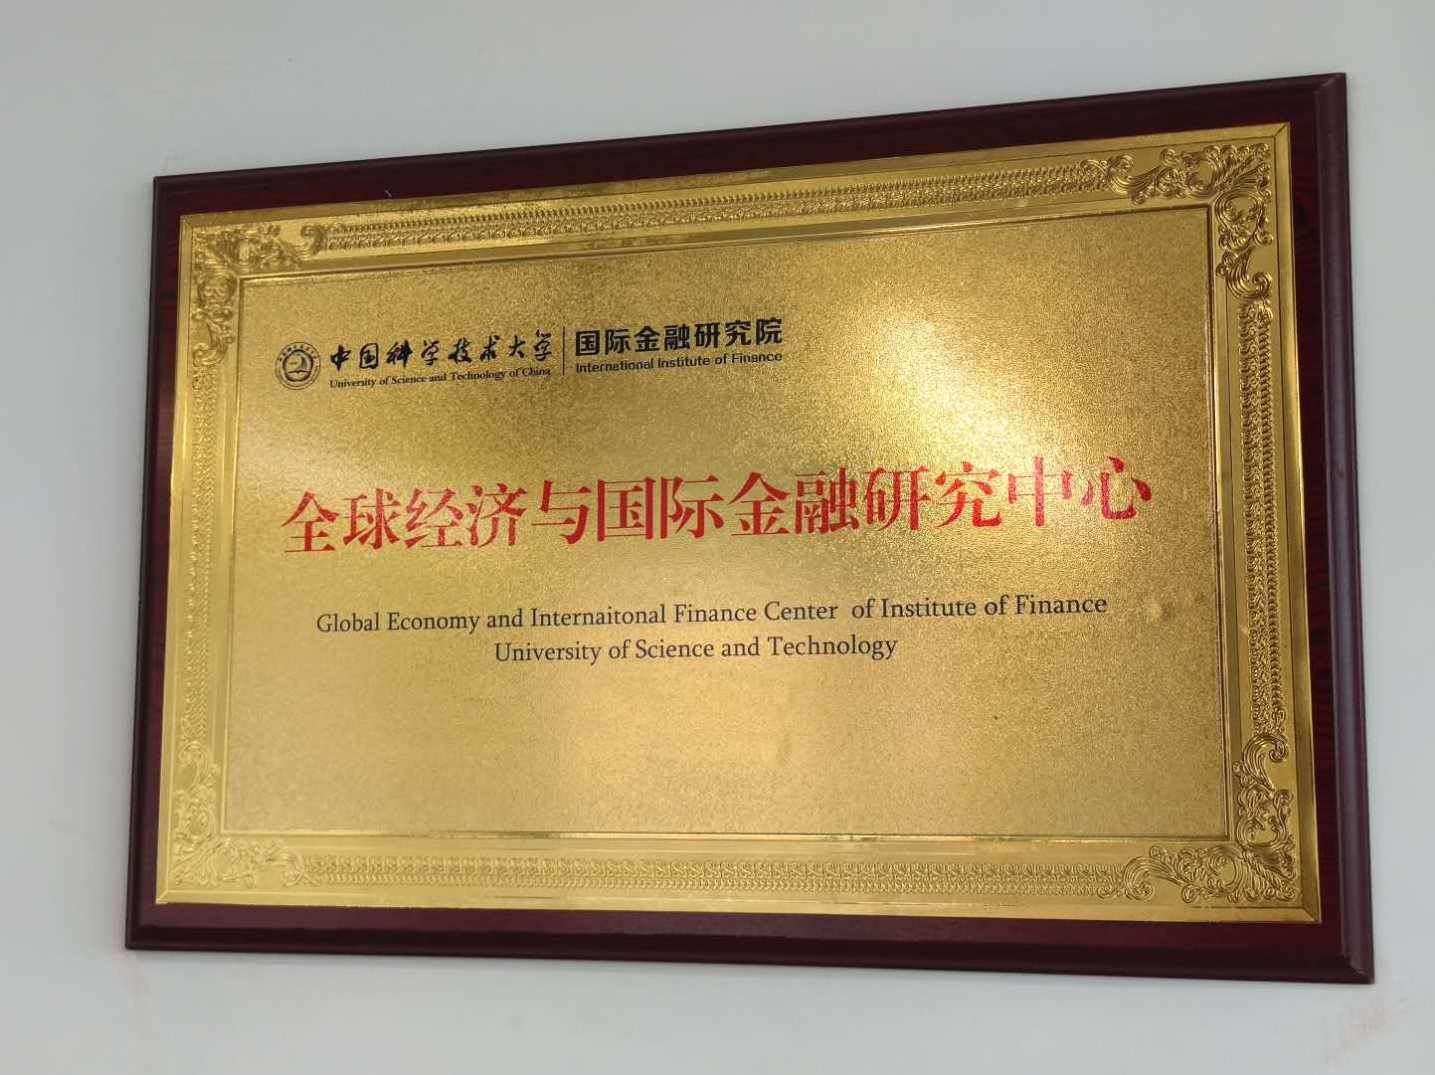 中国科学技术大学 国际金融研究院
University of Science and Technology of China International Institute of Finance
全球经济与国际金融研究中心
Global Economy and Internaitonal Finance Center of Institute of Finance
University of Science and Technology